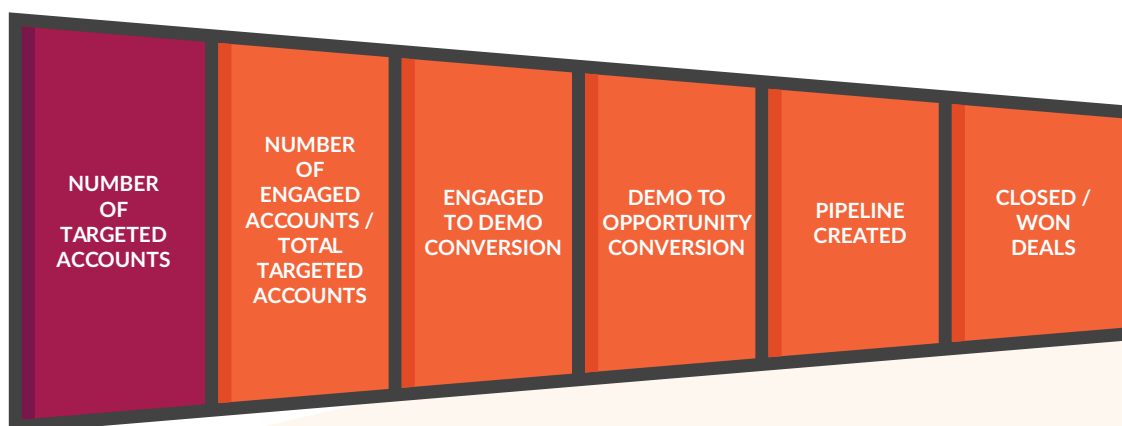 NUMBER
OF
TARGETED
ACCOUNTS
NUMBER
OF
ENGAGED
ACCOUNTS /
TOTAL
TARGETED
ACCOUNTS
ENGAGED
TO DEMO
CONVERSION
DEMO TO
OPPORTUNITY
CONVERSION
PIPELINE
CREATED
CLOSED /
WON
DEALS